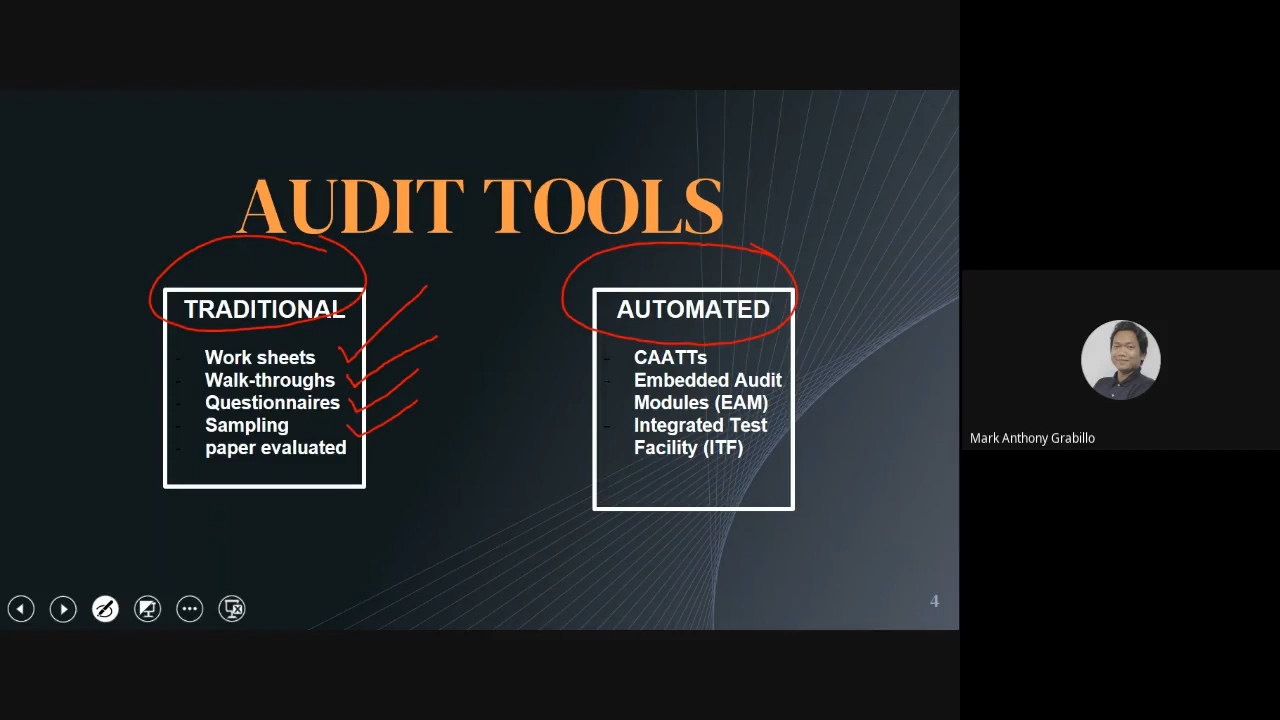 AUDIT TOOLS
TRADITIONAL
- Work sheets
- Walk-throughs
- Questionnaires
- Sampling
- paper evaluated
AUTOMATED
- CAATTs
- Embedded Audit
Modules (EAM)
- Integrated Test
Facility (ITF)
4
Mark Anthony Grabillo